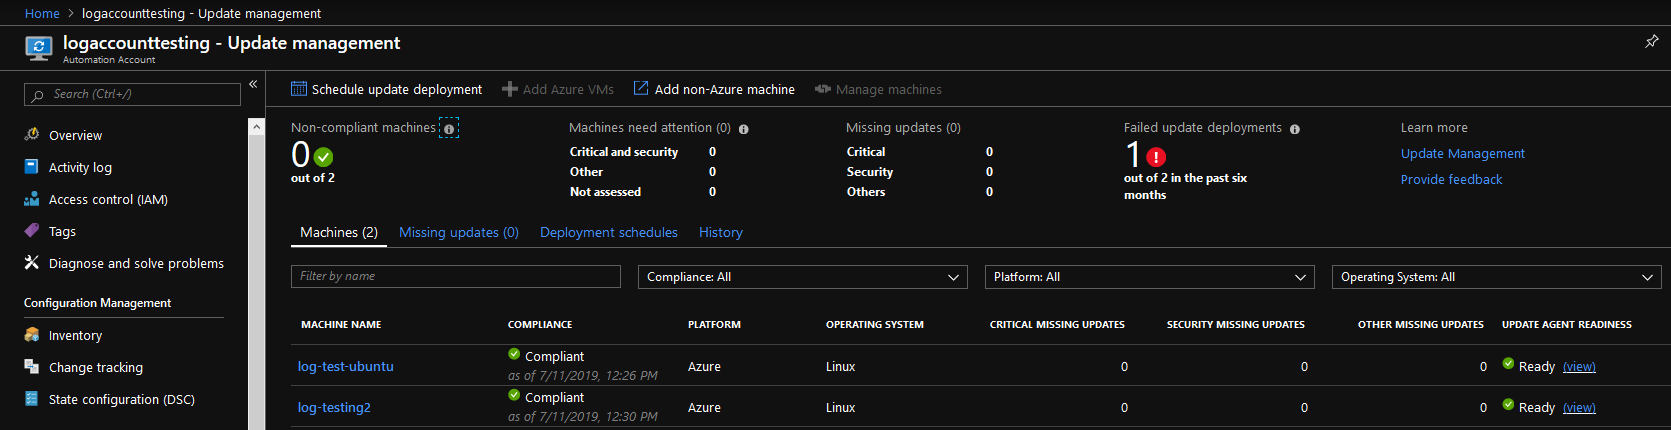 Home > logaccounttesting - Update management
logaccounttesting - Update management
Automation Account
Search (Ctrl+/)
«
Overview
Activity log
Access control (IAM)
Tags
Diagnose and solve problems
Configuration Management
Inventory
Change tracking
State configuration (DSC)
Schedule update deployment Add Azure VMs Add non-Azure machine Manage machines
Non-compliant machines
0
out of 2
Machines need attention (0)
Critical and security 0
Other 0
Not assessed 0
Missing updates (0)
Critical 0
Security 0
Others 0
Failed update deployments
1
out of 2 in the past six
months
Learn more
Update Management
Provide feedback
Machines (2) Missing updates (0) Deployment schedules History
Filter by name Compliance: All Platform: All Operating System: All
MACHINE NAME COMPLIANCE PLATFORM OPERATING SYSTEM CRITICAL MISSING UPDATES SECURITY MISSING UPDATES OTHER MISSING UPDATES UPDATE AGENT READINESS
log-test-ubuntu Compliant Azure Linux 0 0 0 Ready (view)
as of 7/11/2019, 12:26 PM
log-testing2 Compliant Azure Linux 0 0 0 Ready (view)
as of 7/11/2019, 12:30 PM